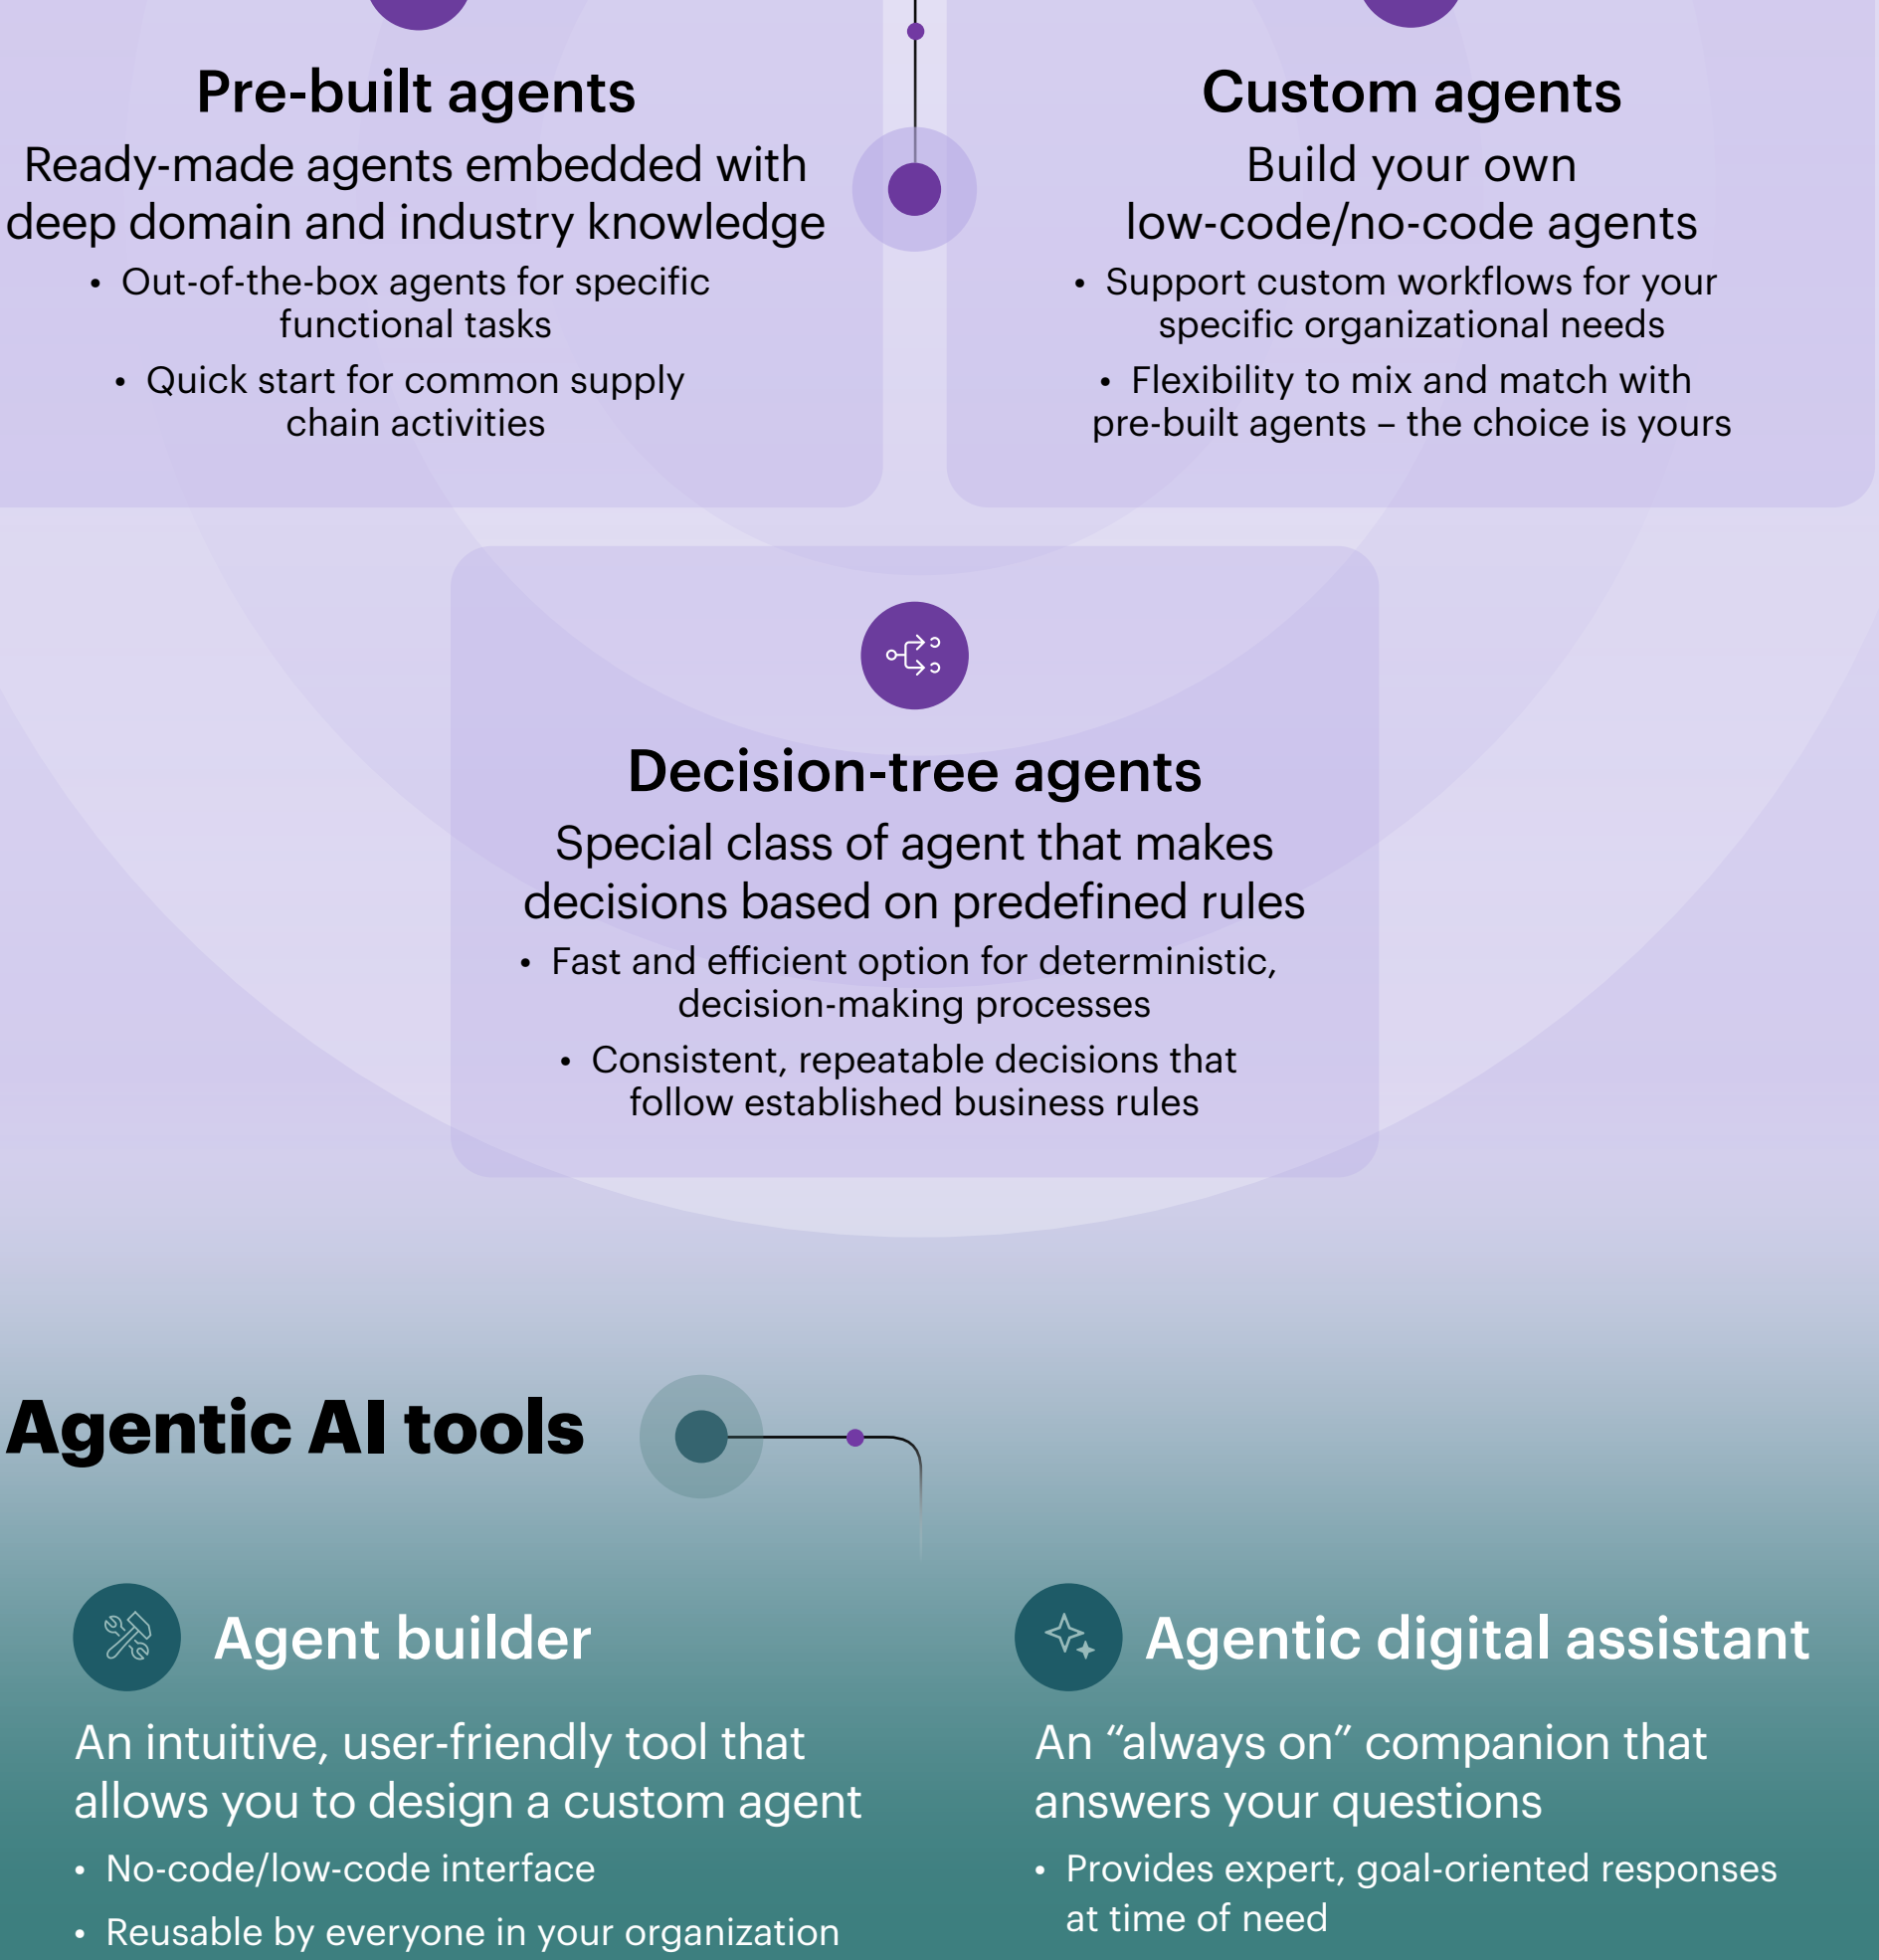 Pre-built agents
Ready-made agents embedded with
deep domain and industry knowledge
• Out-of-the-box agents for specific
functional tasks
• Quick start for common supply
chain activities
Custom agents
Build your own
low-code/no-code agents
• Support custom workflows for your
specific organizational needs
• Flexibility to mix and match with
pre-built agents – the choice is yours
Decision-tree agents
Special class of agent that makes
decisions based on predefined rules
• Fast and efficient option for deterministic,
decision-making processes
• Consistent, repeatable decisions that
follow established business rules
Agentic AI tools
Agent builder
An intuitive, user-friendly tool that
allows you to design a custom agent
• No-code/low-code interface
• Reusable by everyone in your organization
Agentic digital assistant
An “always on” companion that
answers your questions
• Provides expert, goal-oriented responses
at time of need